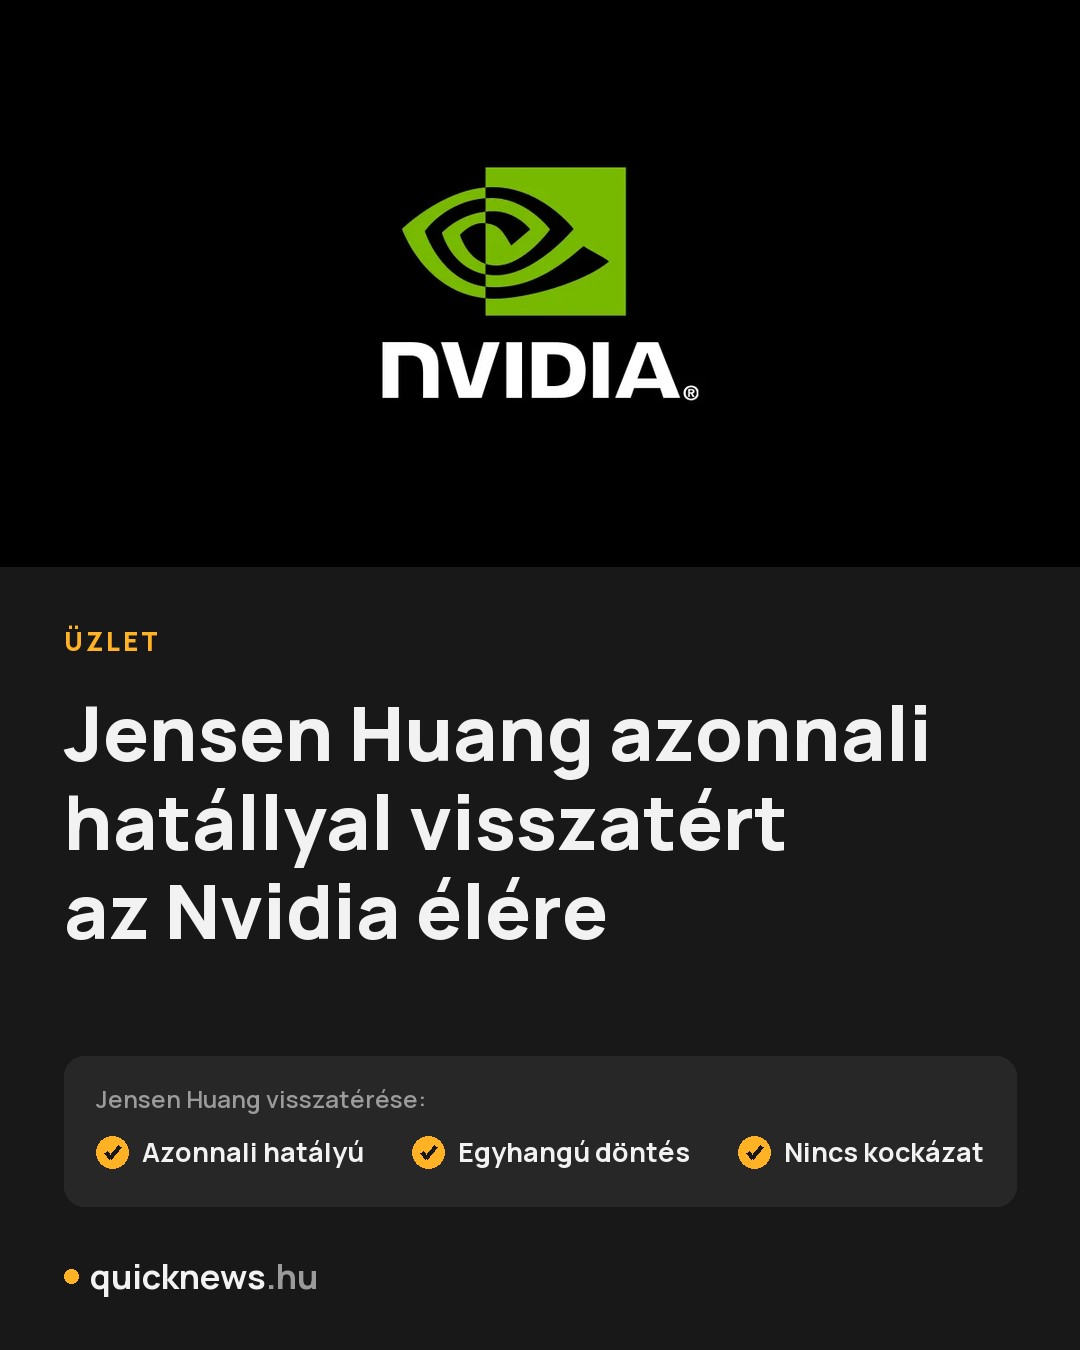 NVIDIA®
ÜZLET
Jensen Huang azonnali
hatállyal visszatért
az Nvidia élére
Jensen Huang visszatérése:
Azonnali hatályú Egyhangú döntés Nincs kockázat
quicknews.hu